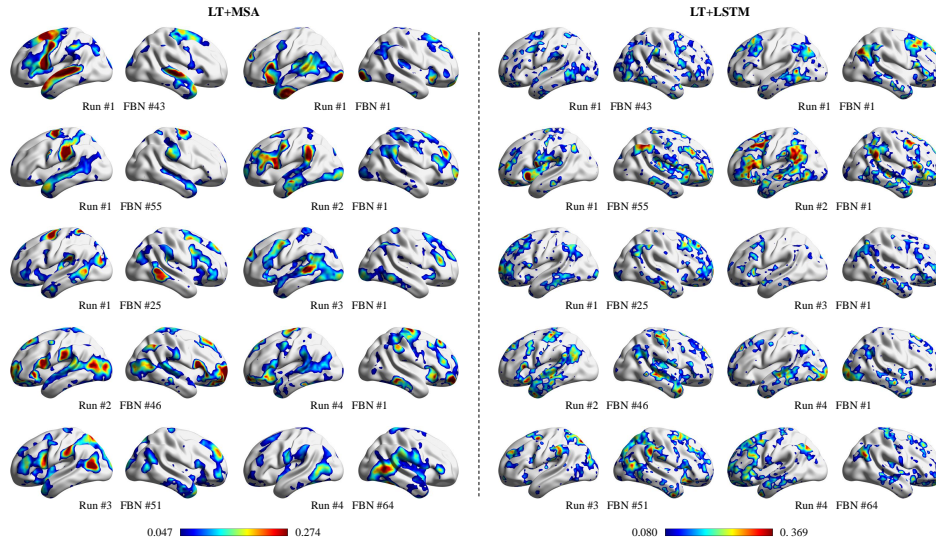 LT+MSA LT+LSTM
Run #1 FBN #43 Run #1 FBN #1 Run #1 FBN #43 Run #1 FBN #1
Run #1 FBN #55 Run #2 FBN #1 Run #1 FBN #55 Run #2 FBN #1
Run #1 FBN #25 Run #3 FBN #1 Run #1 FBN #25 Run #3 FBN #1
Run #2 FBN #46 Run #4 FBN #1 Run #2 FBN #46 Run #4 FBN #1
Run #3 FBN #51 Run #4 FBN #64 Run #3 FBN #51 Run #4 FBN #64
0.047 0.274 0.080 0. 369